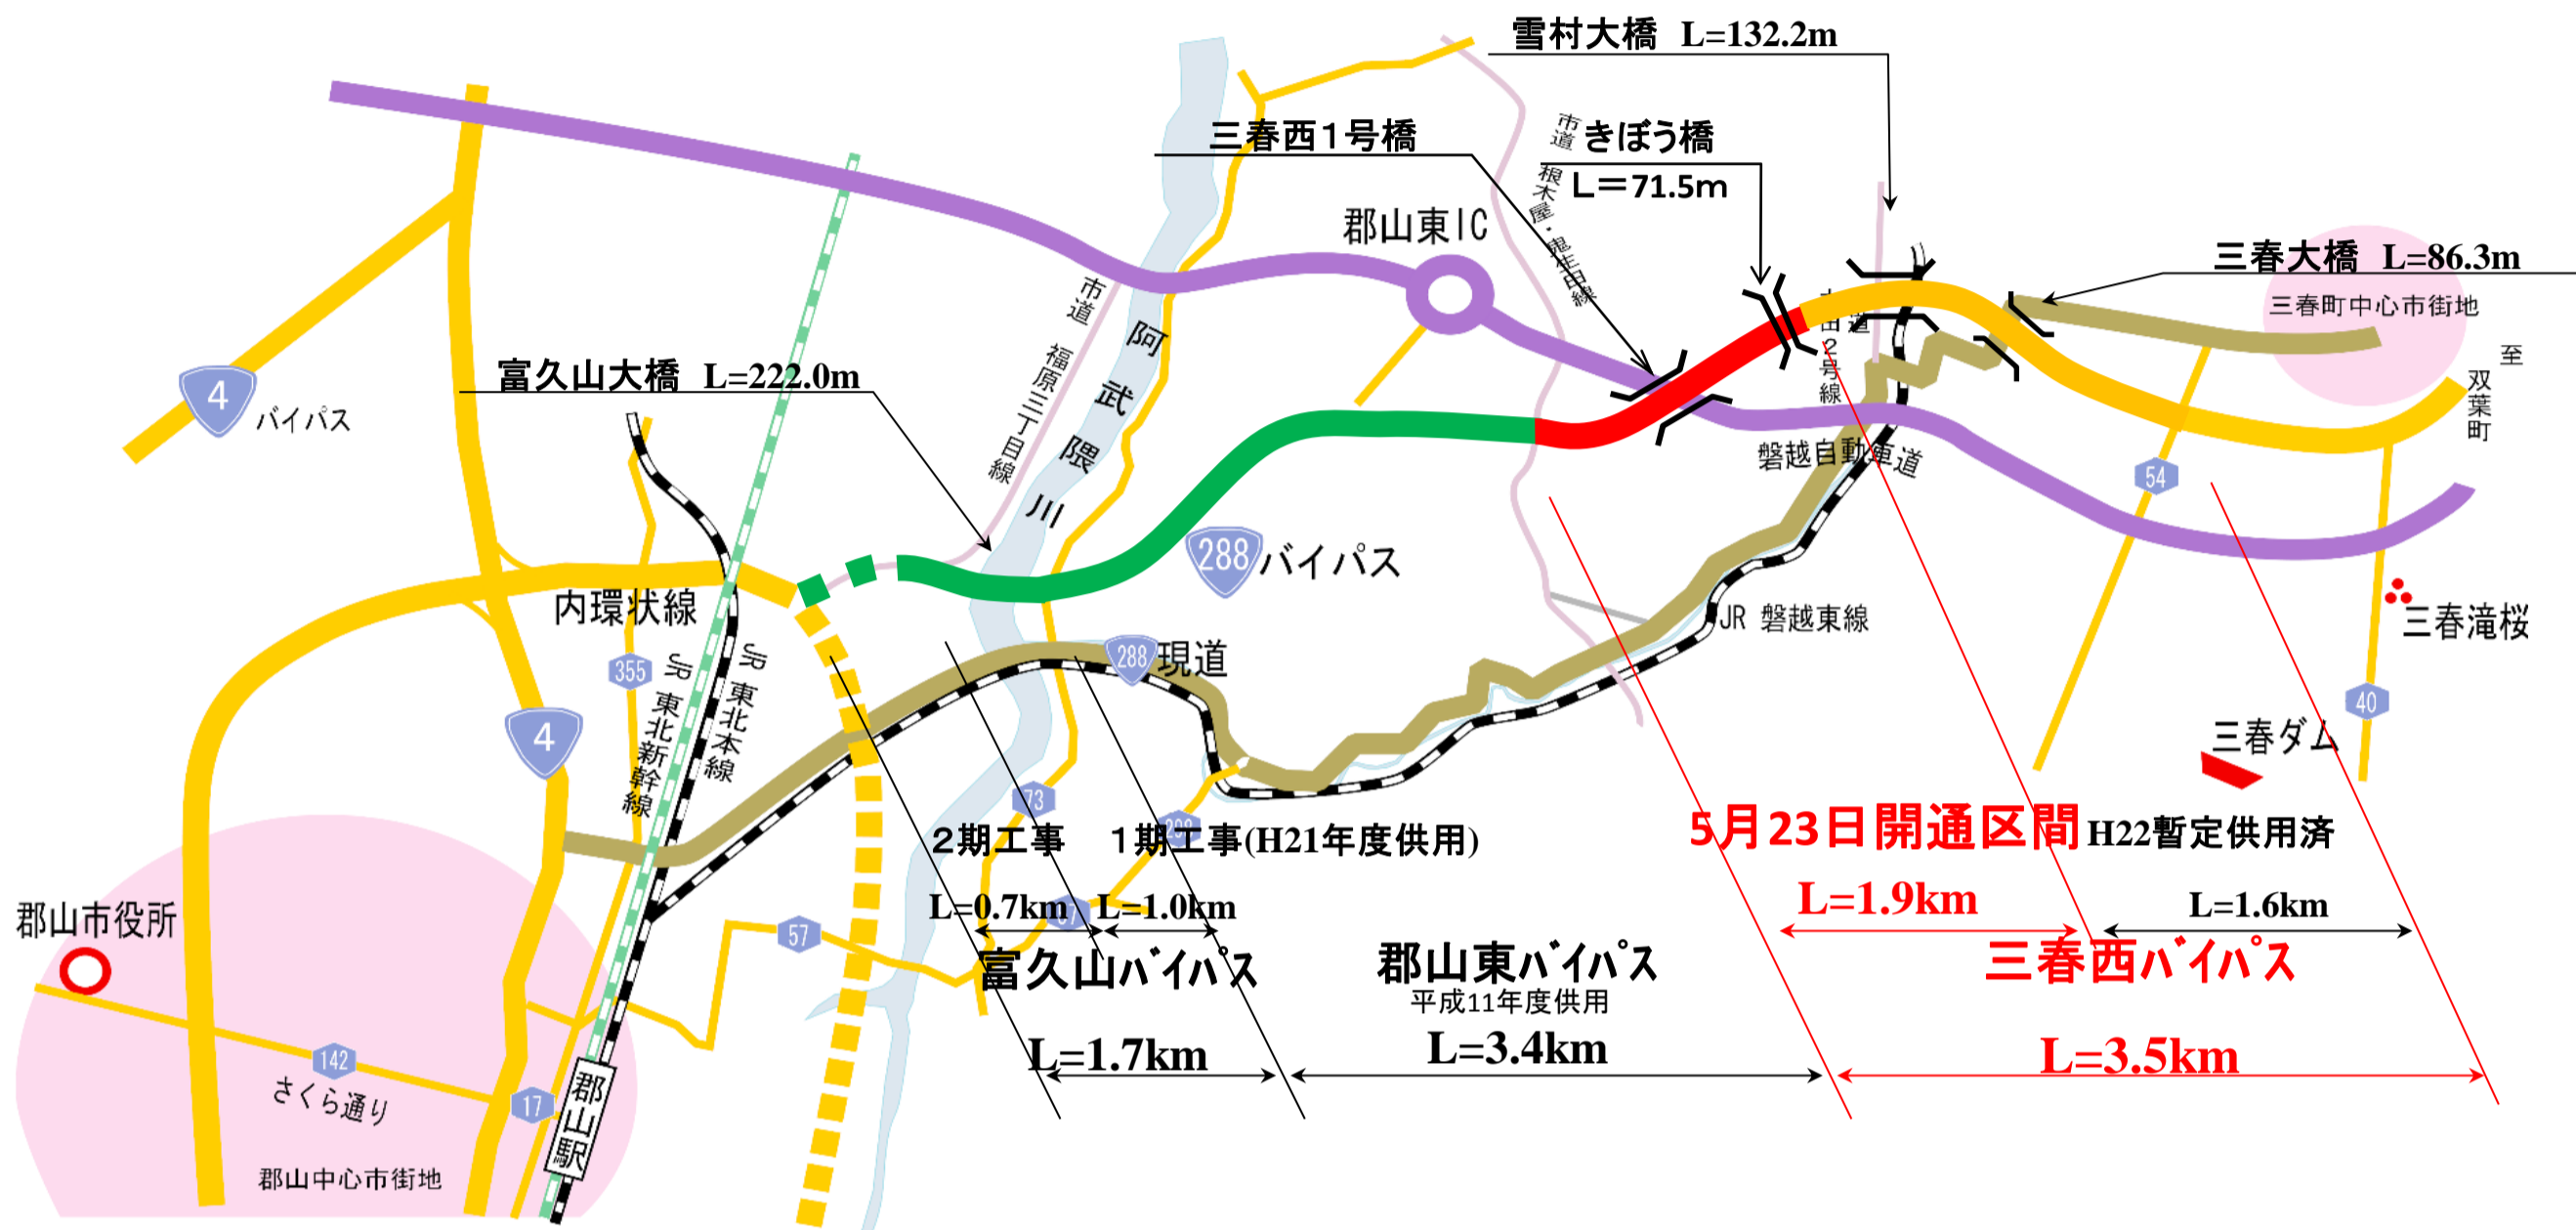 雪村大橋 L=132.2m
三春西1号橋
市道 根木屋・鬼生田線
きぼう橋
L=71.5m
郡山東IC
三春大橋 L=86.3m
三春町中心市街地
至 双葉町
市道 福原三丁目線
阿武隈川
富久山大橋 L=222.0m
4
バイパス
2号線
磐越自動車道
54
288
バイパス
内環状線
JR 磐越東線
三春滝桜
355
JR 東北新幹線
JR 東北本線
288
現道
4
40
三春ダム
73
2期工事
1期工事(H21年度供用)
5月23日開通区間
H22暫定供用済
L=0.7km
L=1.0km
L=1.9km
L=1.6km
郡山市役所
57
富久山バイパス
郡山東バイパス
平成11年度供用
三春西バイパス
L=1.7km
L=3.4km
L=3.5km
142
さくら通り
17
郡山駅
郡山中心市街地